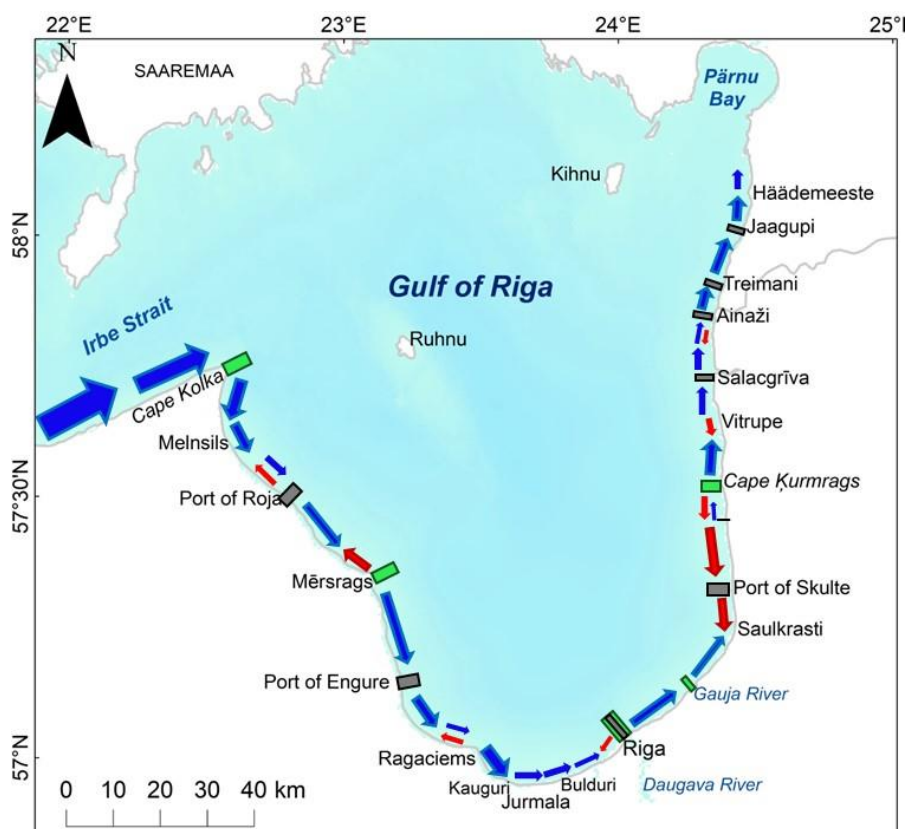 22°E
23°E
24°E
25°E
N
SAAREMAA
Pärnu
Bay
Kihnu
Häädemeeste
58°N
Jaagupi
Gulf of Riga
Treimani
Ainaži
Irbe Strait
Ruhnu
Cape Kolka
Salacgrīva
Melnsils
Vitrupe
57°30'N
Port of Roja
Cape Ķurmrags
Mērsrags
Port of Skulte
Saulkrasti
Port of Engure
Gauja River
57°N
Ragaciems
Riga
Kauguri
Jurmala
Bulduri
Daugava River
0 10 20 30 40 km